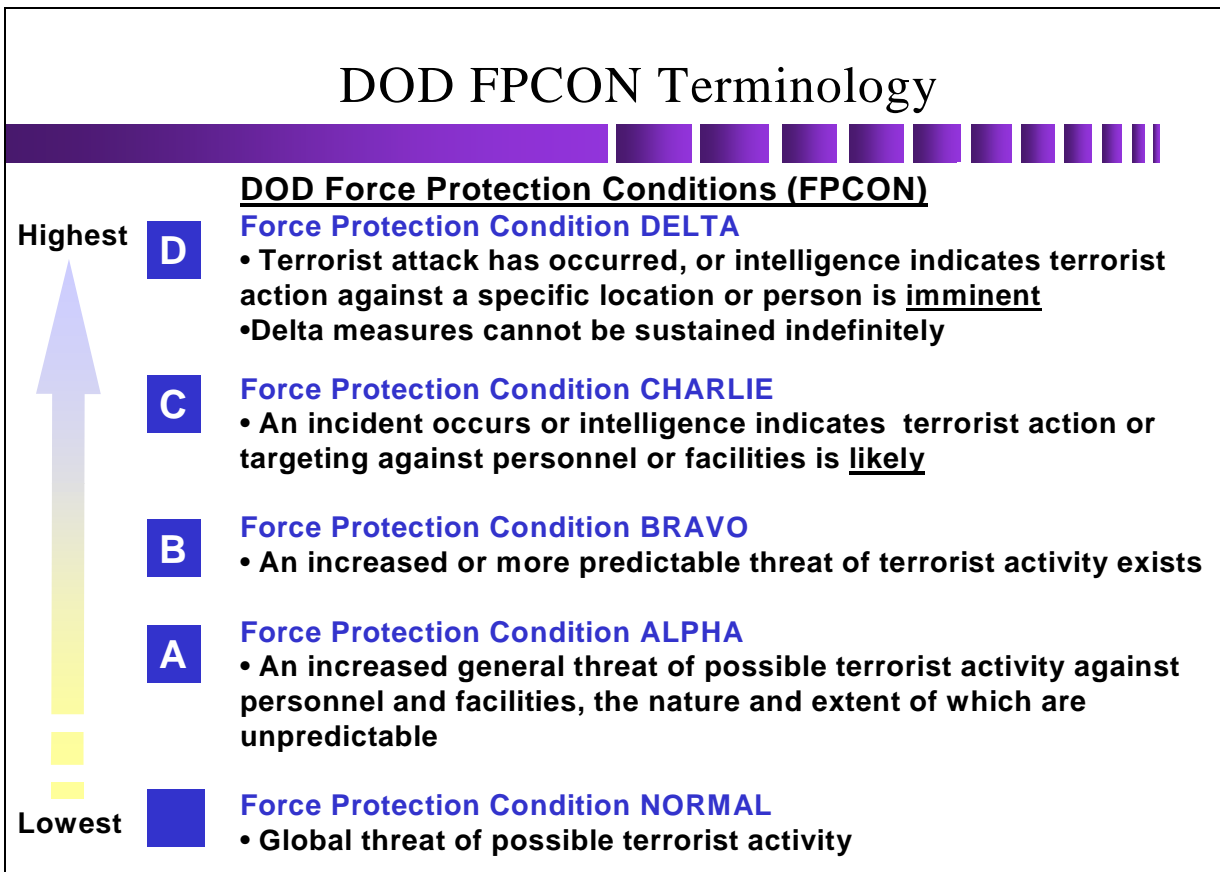 DOD FPCON Terminology
DOD Force Protection Conditions (FPCON)
Highest
D
Force Protection Condition DELTA
• Terrorist attack has occurred, or intelligence indicates terrorist
action against a specific location or person is imminent
•Delta measures cannot be sustained indefinitely
C
Force Protection Condition CHARLIE
• An incident occurs or intelligence indicates terrorist action or
targeting against personnel or facilities is likely
B
Force Protection Condition BRAVO
• An increased or more predictable threat of terrorist activity exists
A
Force Protection Condition ALPHA
• An increased general threat of possible terrorist activity against
personnel and facilities, the nature and extent of which are
unpredictable
Lowest
Force Protection Condition NORMAL
• Global threat of possible terrorist activity